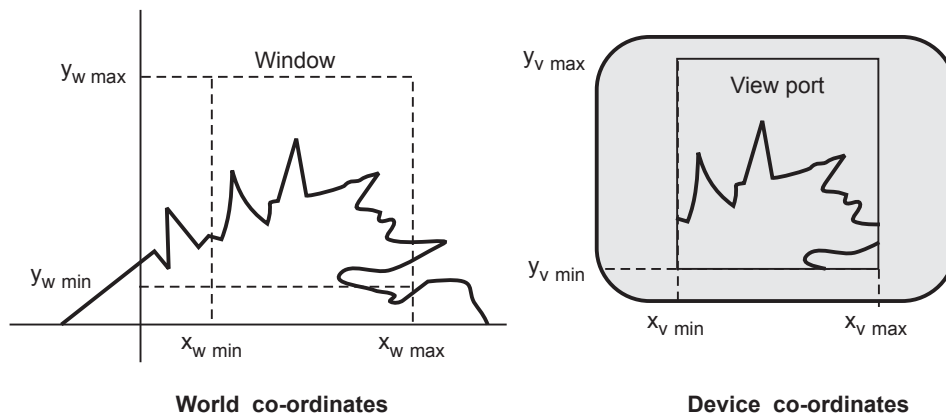 y_w max
Window
y_w min
x_w min
x_w max
World co-ordinates
y_v max
View port
y_v min
x_v min
x_v max
Device co-ordinates